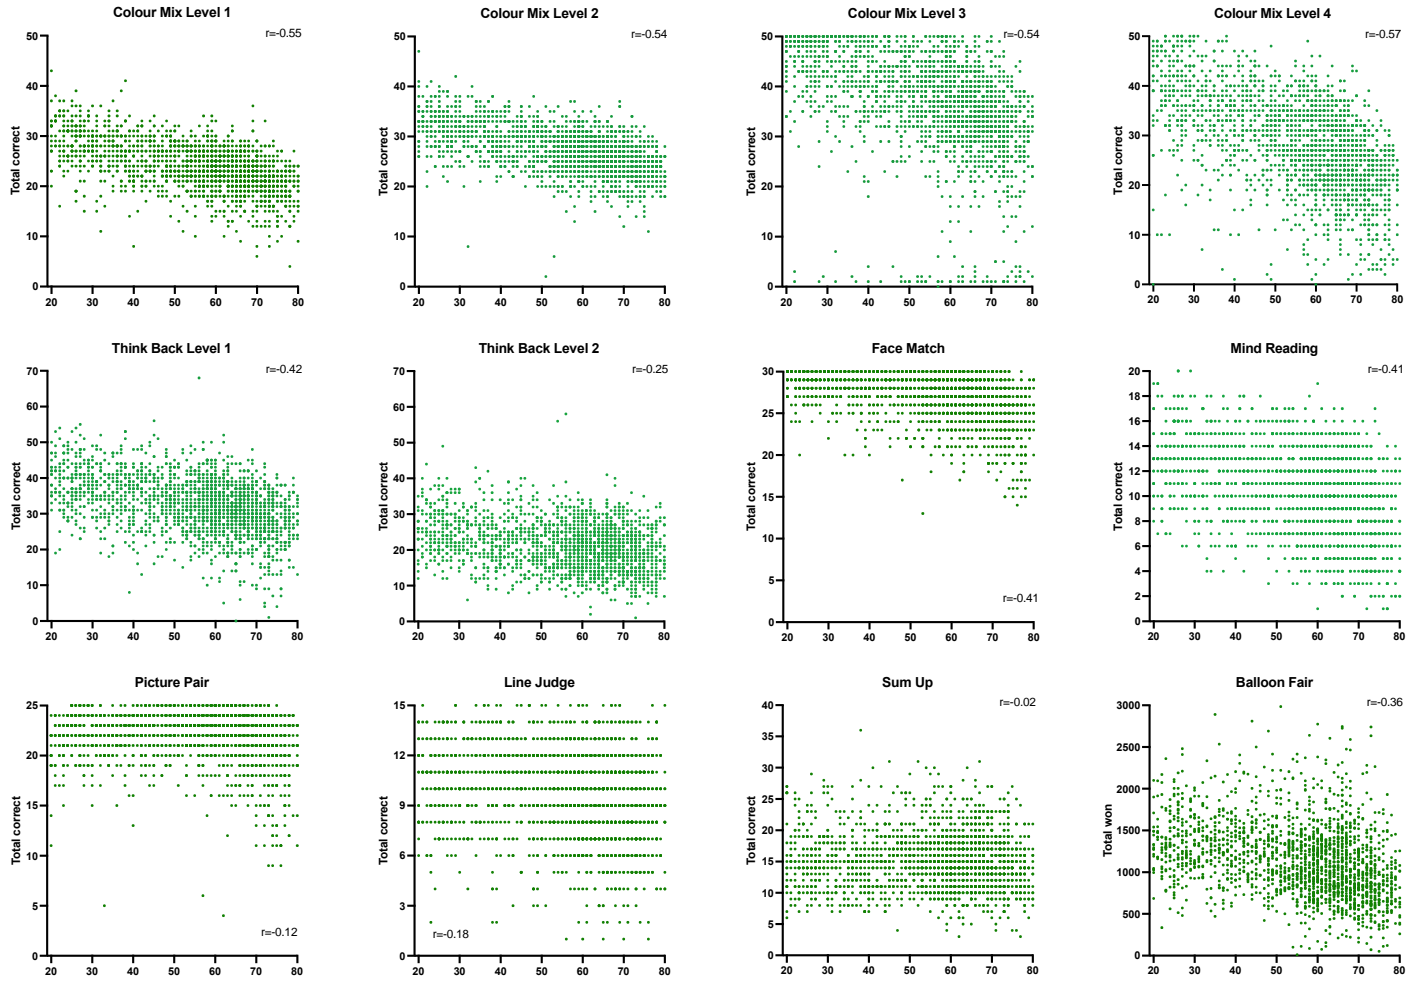 Colour Mix Level 1
r=-0.55
Total correct
50
40
30
20
10
0
20 30 40 50 60 70 80
Colour Mix Level 2
r=-0.54
Total correct
50
40
30
20
10
0
20 30 40 50 60 70 80
Colour Mix Level 3
r=-0.54
Total correct
50
40
30
20
10
0
20 30 40 50 60 70 80
Colour Mix Level 4
r=-0.57
Total correct
50
40
30
20
10
0
20 30 40 50 60 70 80
Think Back Level 1
r=-0.42
Total correct
70
60
50
40
30
20
10
0
20 30 40 50 60 70 80
Think Back Level 2
r=-0.25
Total correct
70
60
50
40
30
20
10
0
20 30 40 50 60 70 80
Face Match
Total correct
30
25
20
15
10
5
0
r=-0.41
20 30 40 50 60 70 80
Mind Reading
r=-0.41
Total correct
20
18
16
14
12
10
8
6
4
2
0
20 30 40 50 60 70 80
Picture Pair
Total correct
25
20
15
10
5
0
r=-0.12
20 30 40 50 60 70 80
Line Judge
Total correct
15
12
9
6
3
0
r=-0.18
20 30 40 50 60 70 80
Sum Up
r=-0.02
Total correct
40
35
30
25
20
15
10
5
0
20 30 40 50 60 70 80
Balloon Fair
r=-0.36
Total won
3000
2500
2000
1500
1000
500
0
20 30 40 50 60 70 80